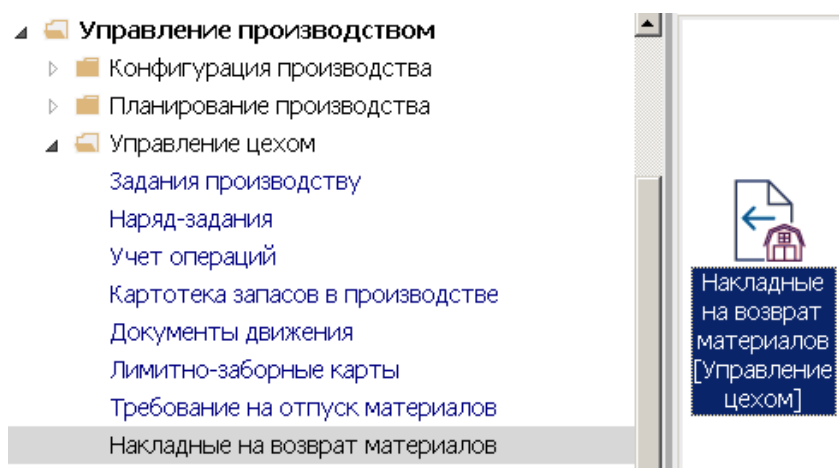 Управление производством
Конфигурация производства
Планирование производства
Управление цехом
Задания производству
Наряд-задания
Учет операций
Картотека запасов в производстве
Документы движения
Лимитно-заборные карты
Требование на отпуск материалов
Накладные на возврат материалов
Накладные
на возврат
материалов
[Управление
цехом]